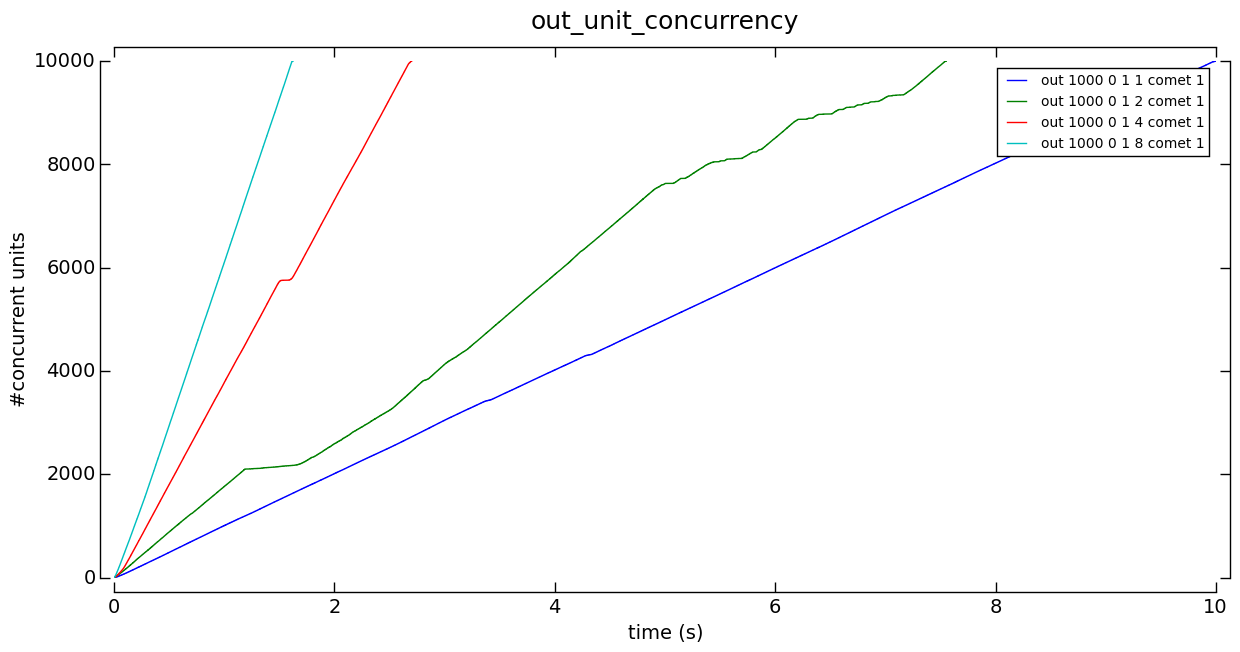 out_unit_concurrency
10000
8000
6000
4000
2000
0
#concurrent units
out 1000 0 1 1 comet 1
out 1000 0 1 2 comet 1
out 1000 0 1 4 comet 1
out 1000 0 1 8 comet 1
0 2 4 6 8 10
time (s)